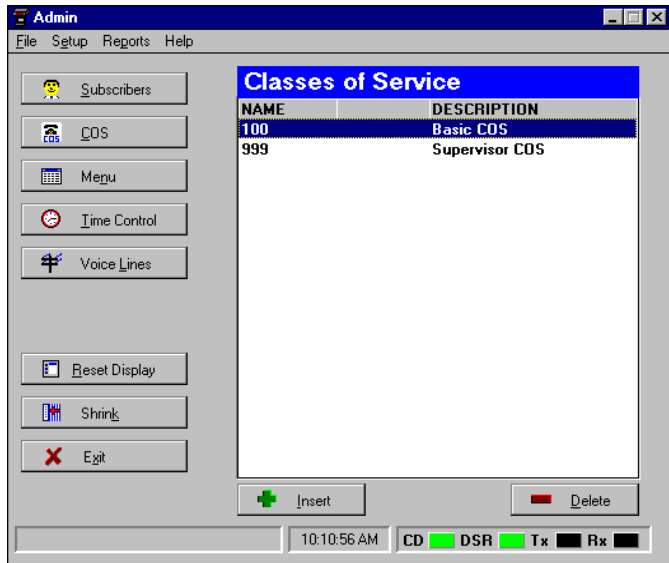 Admin
File Setup Reports Help
Subscribers
COS
COS
Menu
Time Control
Voice Lines
Reset Display
Shrink
Exit
Classes of Service
NAME DESCRIPTION
100 Basic COS
999 Supervisor COS
Insert Delete
10:10:56 AM CD DSR Tx Rx